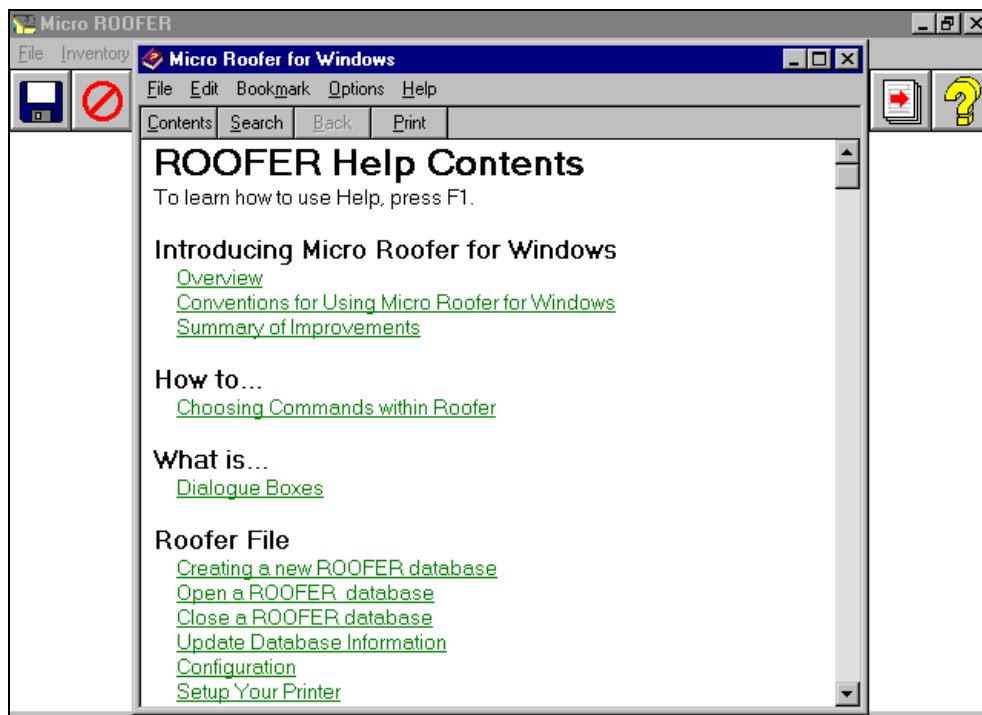 Micro ROOFER
File Inventory
Micro Roofer for Windows
File Edit Bookmark Options Help
Contents Search Back Print
ROOFER Help Contents
To learn how to use Help, press F1.
Introducing Micro Roofer for Windows
Overview
Conventions for Using Micro Roofer for Windows
Summary of Improvements
How to...
Choosing Commands within Roofer
What is...
Dialogue Boxes
Roofer File
Creating a new ROOFER database
Open a ROOFER database
Close a ROOFER database
Update Database Information
Configuration
Setup Your Printer